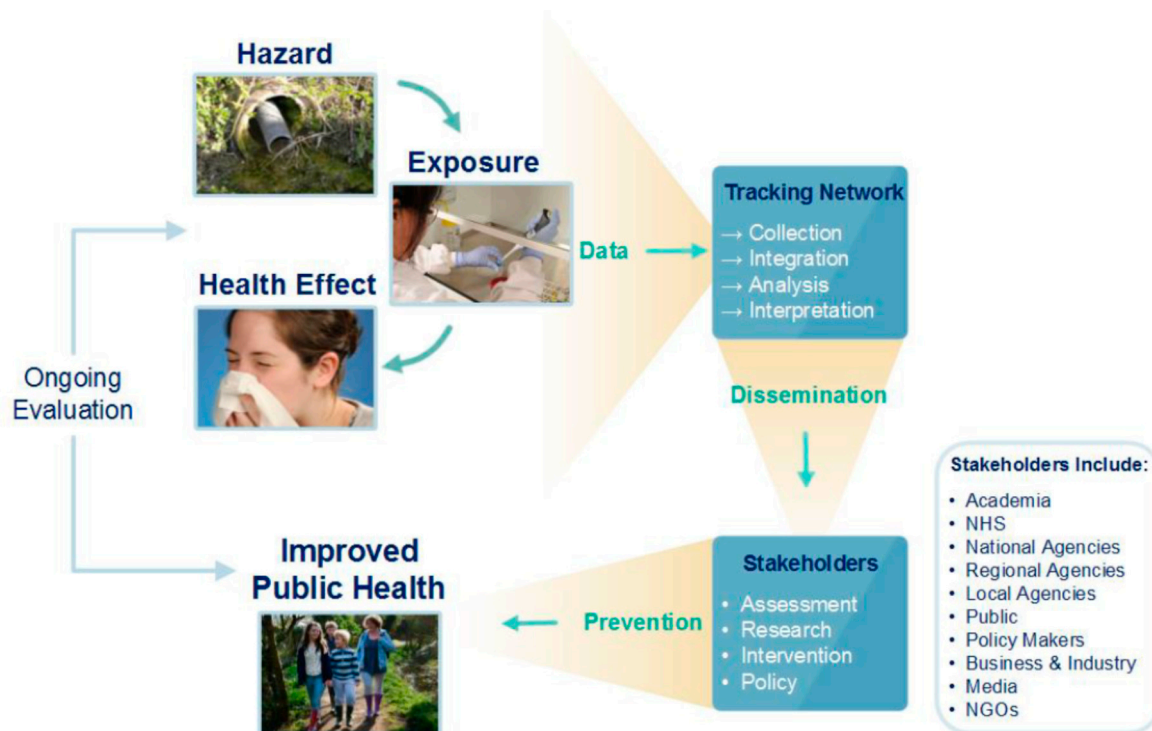 Hazard
Exposure
Data
Tracking Network
→ Collection
→ Integration
→ Analysis
→ Interpretation
Health Effect
Ongoing
Evaluation
Dissemination
Stakeholders Include:
• Academia
• NHS
• National Agencies
• Regional Agencies
• Local Agencies
• Public
• Policy Makers
• Business & Industry
• Media
• NGOs
Stakeholders
• Assessment
• Research
• Intervention
• Policy
Prevention
Improved
Public Health